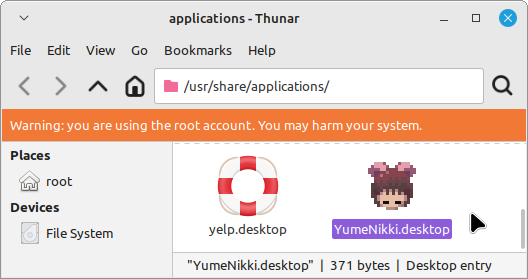 applications - Thunar
File Edit View Go Bookmarks Help
/usr/share/applications/
Warning: you are using the root account. You may harm your system.
Places
root
Devices
File System
yelp.desktop
YumeNikki.desktop
"YumeNikki.desktop" | 371 bytes | Desktop entry